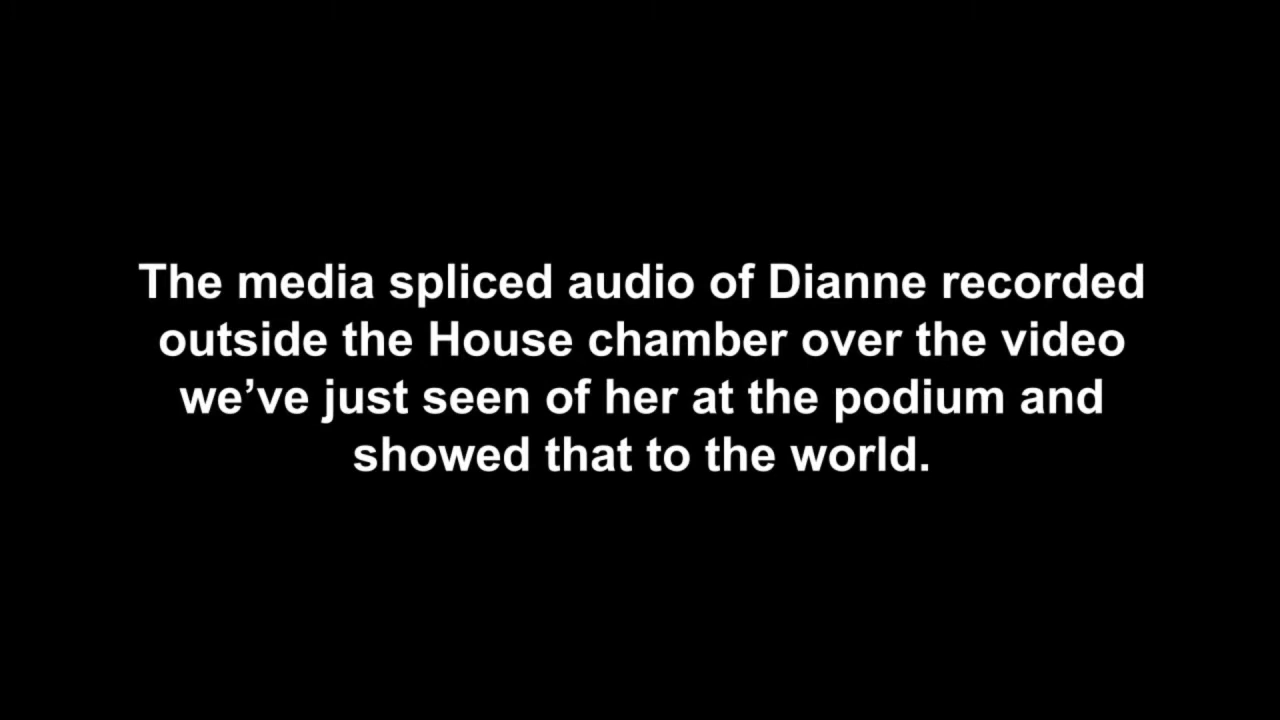 The media spliced audio of Dianne recorded
outside the House chamber over the video
we’ve just seen of her at the podium and
showed that to the world.